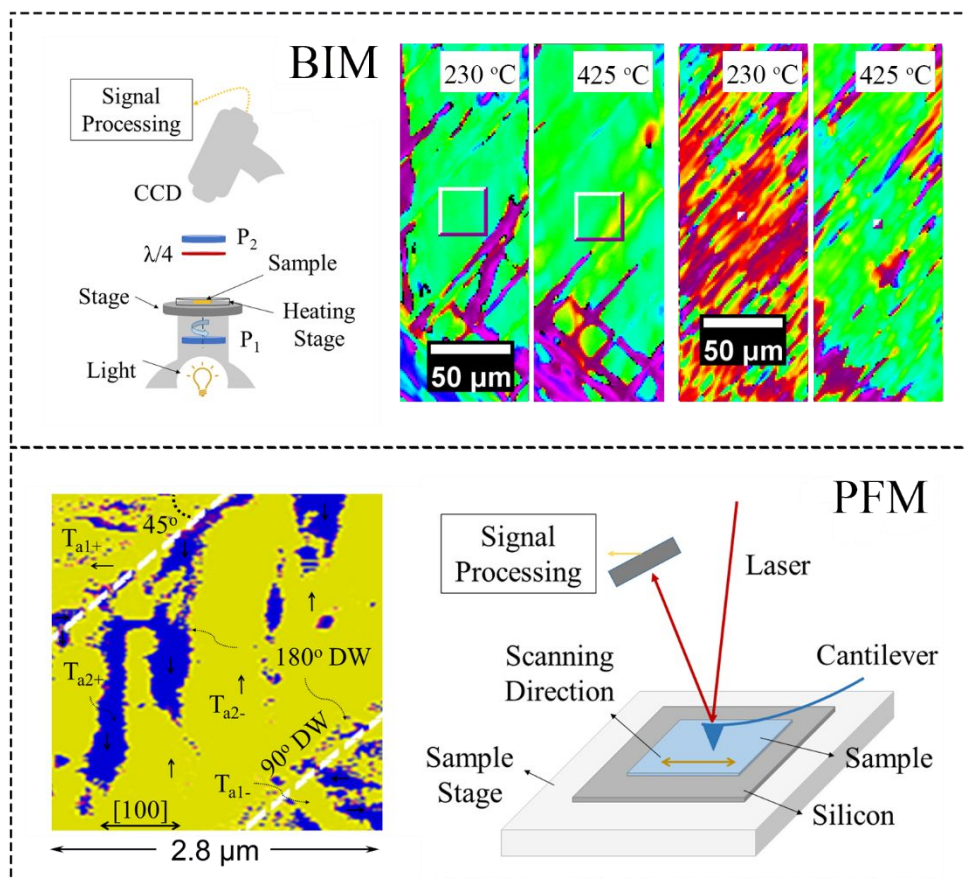 BIM
Signal
Processing
CCD
P2
λ/4
Sample
Stage
Heating
Stage
P1
Light
230 °C
425 °C
230 °C
425 °C
50 μm
50 μm
PFM
45°
Ta1+
Ta2+
180° DW
Ta2-
90° DW
Ta1-
[100]
2.8 μm
Signal
Processing
Laser
Scanning
Direction
Cantilever
Sample
Stage
Sample
Silicon